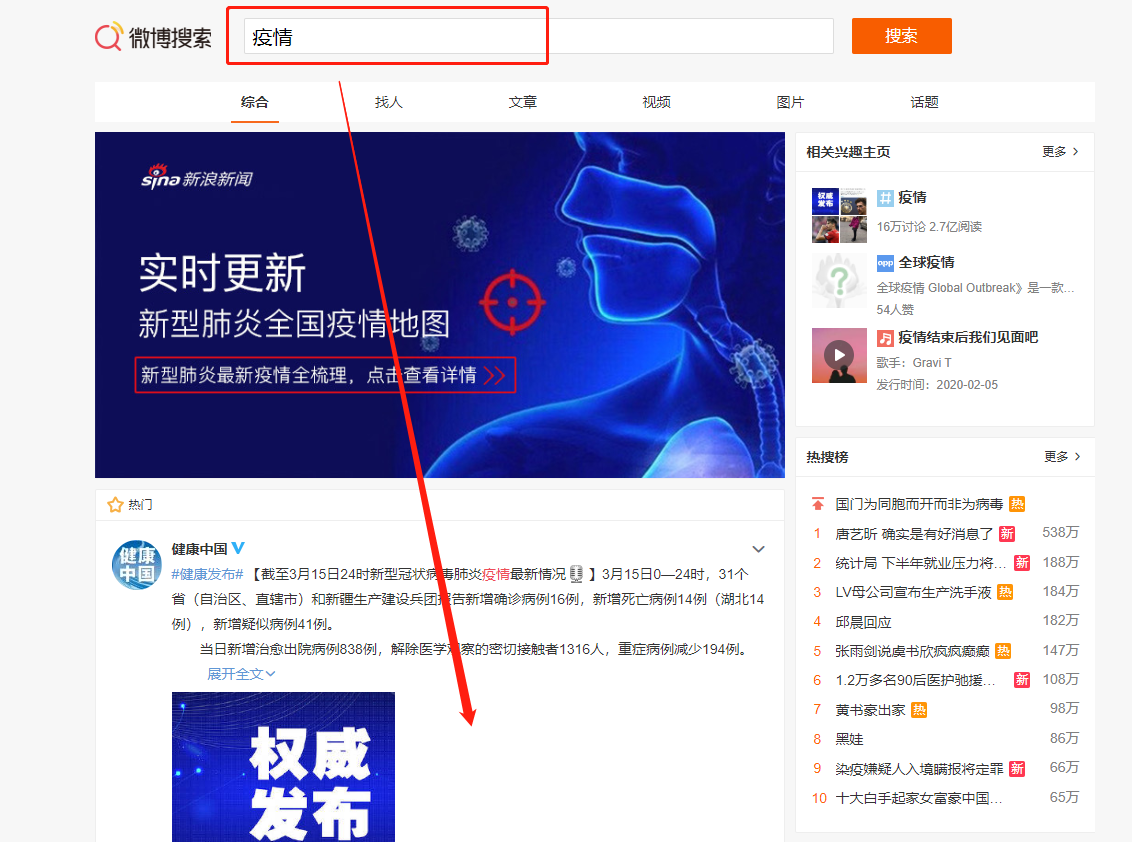 微博搜索
疫情
搜索
综合
找人
文章
视频
图片
话题
sina 新浪新闻
实时更新
新型肺炎全国疫情地图
新型肺炎最新疫情全梳理，点击查看详情
热门
健康中国
健康中国
#健康发布# 【截至3月15日24时新型冠状病毒肺炎疫情最新情况 】3月15日0—24时，31个
省（自治区、直辖市）和新疆生产建设兵团报告新增确诊病例16例，新增死亡病例14例（湖北14
例），新增疑似病例41例。
当日新增治愈出院病例838例，解除医学观察的密切接触者1316人，重症病例减少194例。
展开全文
权威
发布
相关兴趣主页
更多
权威
发布
疫情
16万讨论 2.7亿阅读
app 全球疫情
全球疫情 Global Outbreak》是一款...
54人赞
疫情结束后我们见面吧
歌手：Gravi T
发行时间：2020-02-05
热搜榜
更多
国门为同胞而开而非为病毒 热
1 唐艺昕 确实是有好消息了 新 538万
2 统计局 下半年就业压力将... 新 188万
3 LV母公司宣布生产洗手液 热 184万
4 邱晨回应 182万
5 张雨剑说虞书欣疯疯癫癫 热 147万
6 1.2万多名90后医护驰援... 新 108万
7 黄书豪出家 热 98万
8 黑娃 86万
9 染疫嫌疑人入境瞒报将定罪 新 66万
10 十大白手起家女富豪中国... 65万